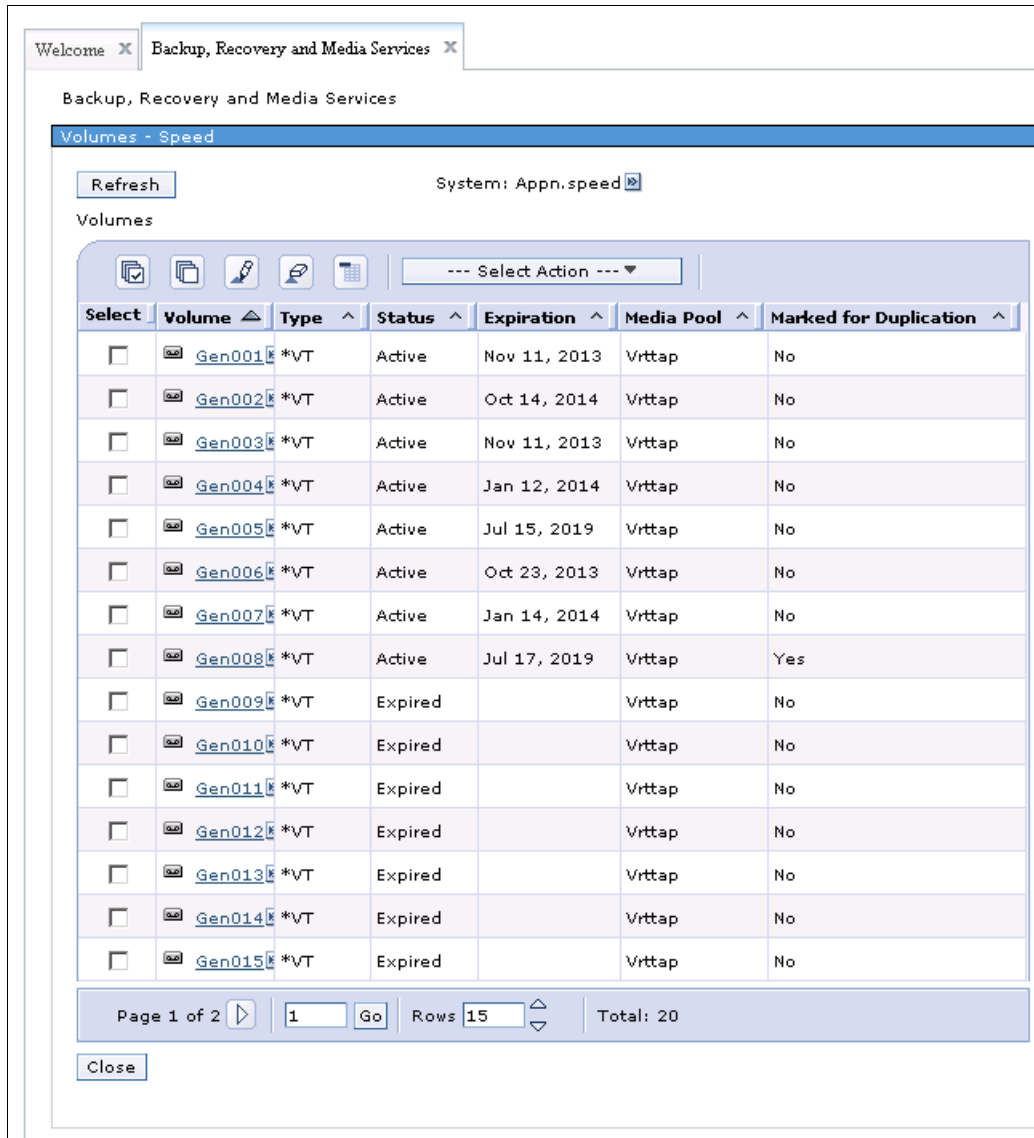 Welcome X Backup, Recovery and Media Services X
Backup, Recovery and Media Services
Volumes - Speed
Refresh System: Appn.speed
Volumes
--- Select Action ---
Select Volume Type Status Expiration Media Pool Marked for Duplication
Gen001 *VT Active Nov 11, 2013 Vrttap No
Gen002 *VT Active Oct 14, 2014 Vrttap No
Gen003 *VT Active Nov 11, 2013 Vrttap No
Gen004 *VT Active Jan 12, 2014 Vrttap No
Gen005 *VT Active Jul 15, 2019 Vrttap No
Gen006 *VT Active Oct 23, 2013 Vrttap No
Gen007 *VT Active Jan 14, 2014 Vrttap No
Gen008 *VT Active Jul 17, 2019 Vrttap Yes
Gen009 *VT Expired Vrttap No
Gen010 *VT Expired Vrttap No
Gen011 *VT Expired Vrttap No
Gen012 *VT Expired Vrttap No
Gen013 *VT Expired Vrttap No
Gen014 *VT Expired Vrttap No
Gen015 *VT Expired Vrttap No
Page 1 of 2 1 Go Rows 15 Total: 20
Close